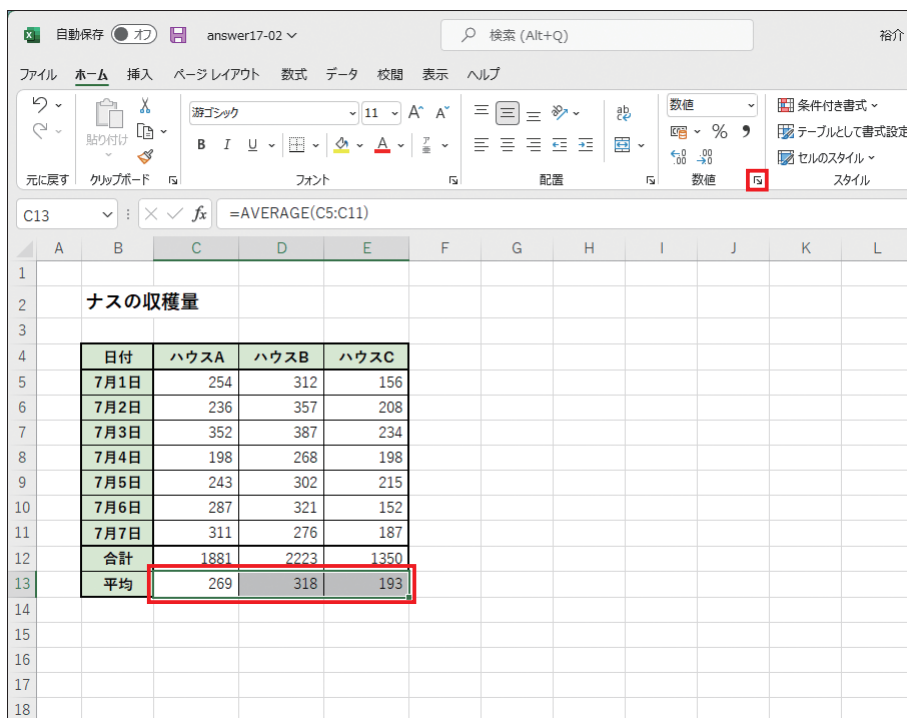 自動保存 オフ answer17-02 検索 (Alt+Q) 裕介
ファイル ホーム 挿入 ページ レイアウト 数式 データ 校閲 表示 ヘルプ
游ゴシック 11 A^ A˅ ab 数値 条件付き書式
貼り付け B I U A % 9 テーブルとして書式設定
セルのスタイル
元に戻す クリップボード フォント 配置 数値 スタイル
C13 fx =AVERAGE(C5:C11)
A B C D E F G H I J K L
1
2 ナスの収穫量
3
4 日付 ハウスA ハウスB ハウスC
5 7月1日 254 312 156
6 7月2日 236 357 208
7 7月3日 352 387 234
8 7月4日 198 268 198
9 7月5日 243 302 215
10 7月6日 287 321 152
11 7月7日 311 276 187
12 合計 1881 2223 1350
13 平均 269 318 193
14
15
16
17
18